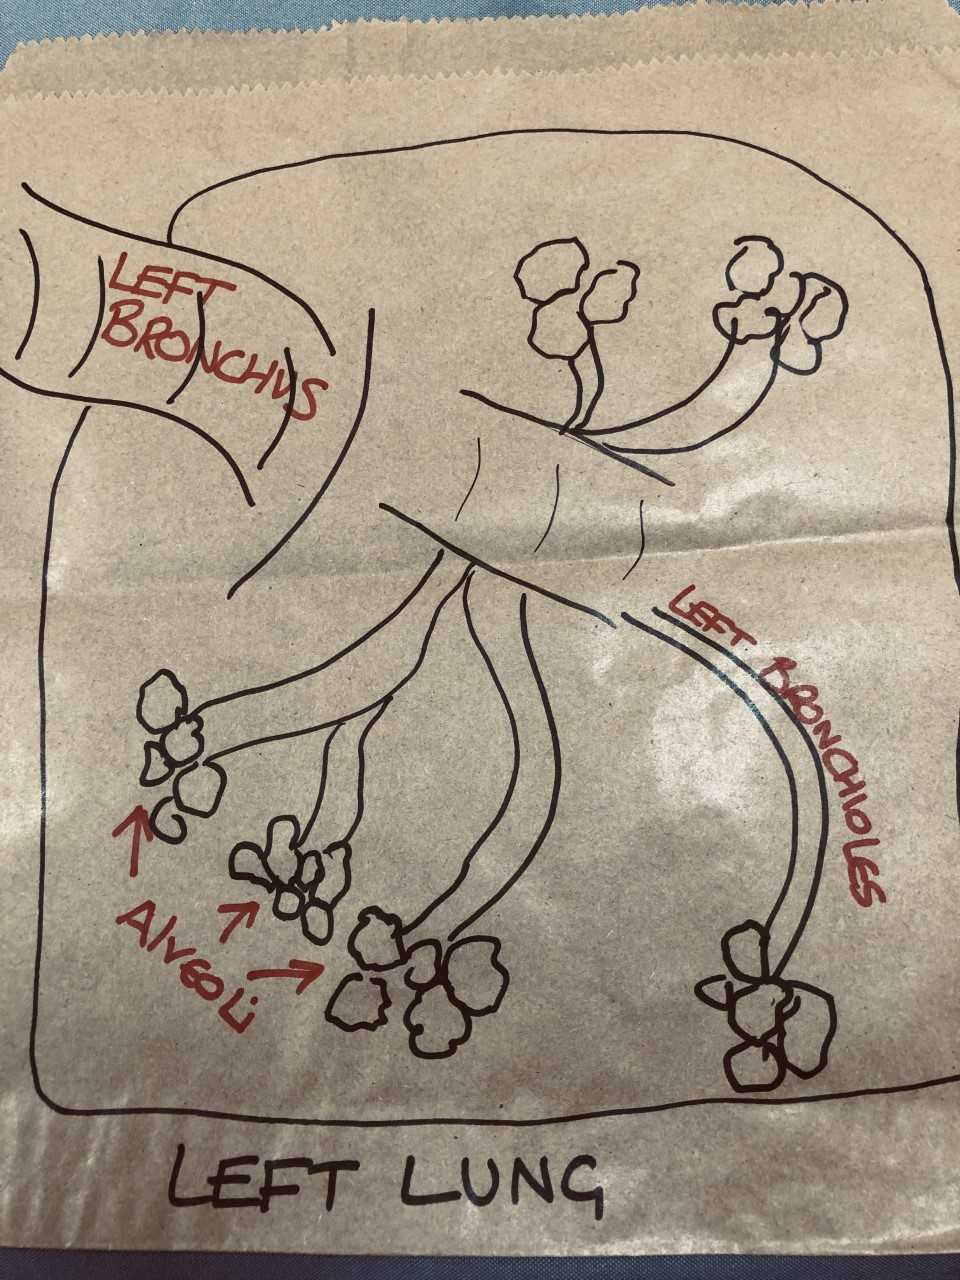 LEFT
BRONCHUS
LEFT BRONCHIOLES
AlVEOLi
LEFT LUNG